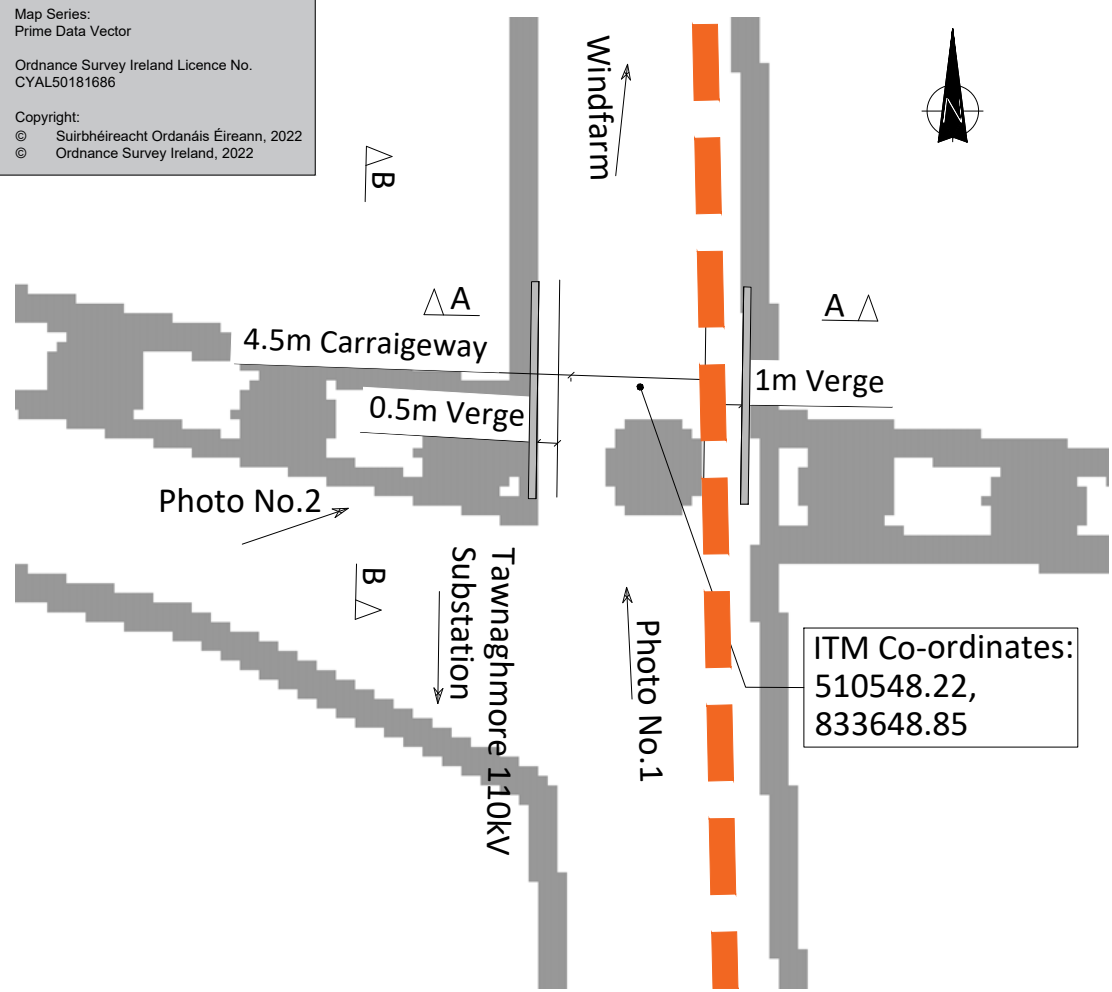 Map Series:
Prime Data Vector
Ordnance Survey Ireland Licence No.
CYAL50181686
Copyright:
© Suirbhéireacht Ordanáis Éireann, 2022
© Ordnance Survey Ireland, 2022
Windfarm
N
B
A
A
4.5m Carraigeway
1m Verge
0.5m Verge
Photo No.2
B
Tawnaghmore 110kV
Substation
Photo No.1
ITM Co-ordinates:
510548.22,
833648.85